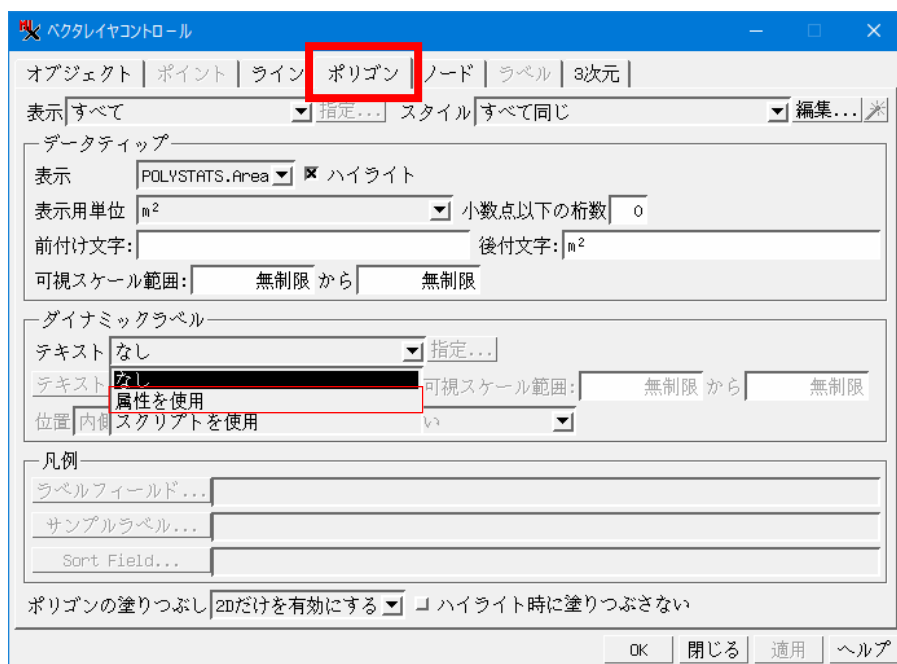 ベクタレイヤコントロール
オブジェクト ポイント ライン ポリゴン ノード ラベル 3次元
表示 すべて 指定... スタイル すべて同じ 編集...
データティップ
表示 POLYSTATS.Area ハイライト
表示用単位 m² 小数点以下の桁数 0
前付け文字: 後付文字: m²
可視スケール範囲: 無制限 から 無制限
ダイナミックラベル
テキスト なし 指定...
テキスト なし 可視スケール範囲: 無制限 から 無制限
属性を使用
位置 内側 スクリプトを使用 い
凡例
ラベルフィールド...
サンプルラベル...
Sort Field...
ポリゴンの塗りつぶし 2Dだけを有効にする ハイライト時に塗りつぶさない
OK 閉じる 適用 ヘルプ